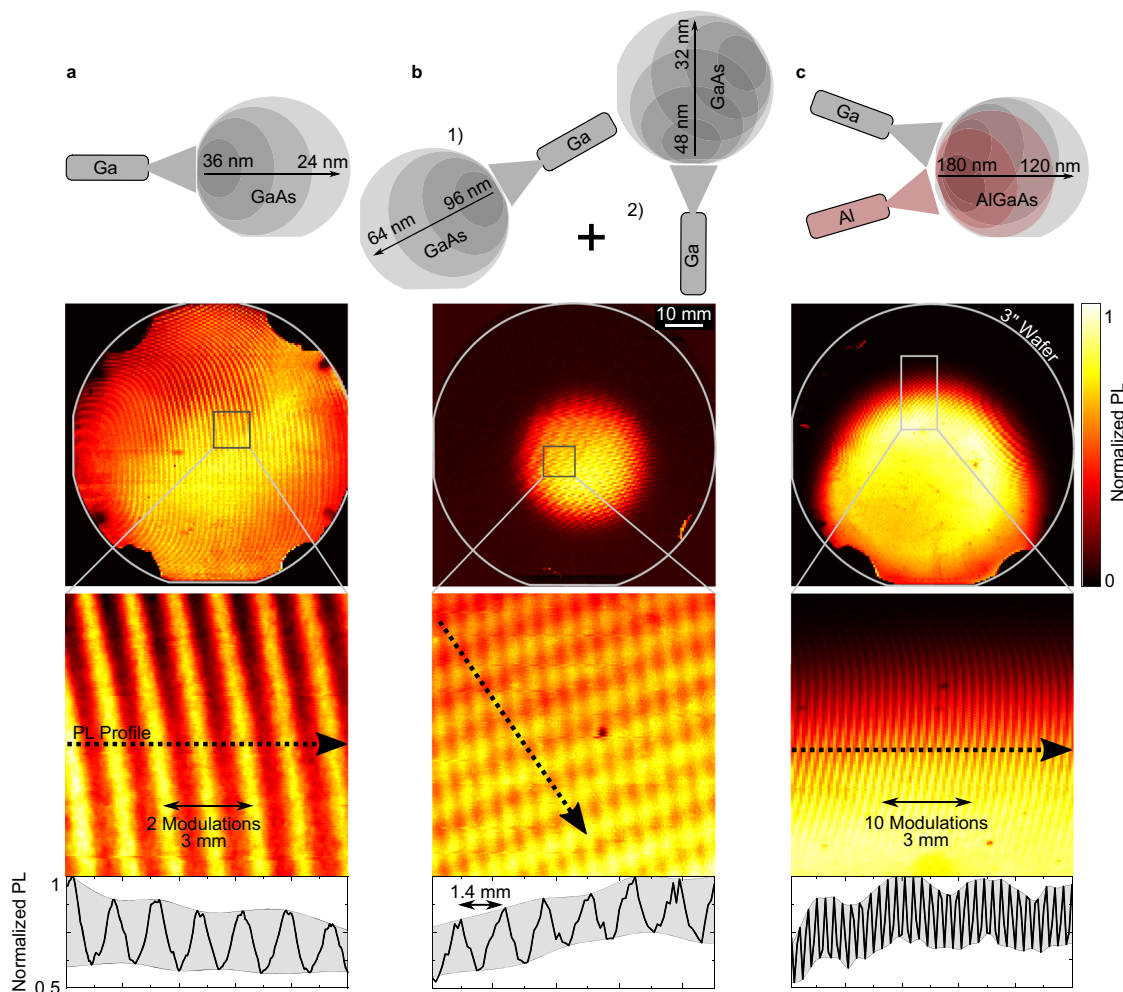 a
b
c
Ga
36 nm
24 nm
GaAs
1)
Ga
96 nm
64 nm
GaAs
+
2)
32 nm
48 nm
GaAs
Ga
Ga
Al
180 nm
120 nm
AlGaAs
10 mm
3" Wafer
1
0
Normalized PL
PL Profile
2 Modulations
3 mm
10 Modulations
3 mm
1.4 mm
Normalized PL
1
0.5